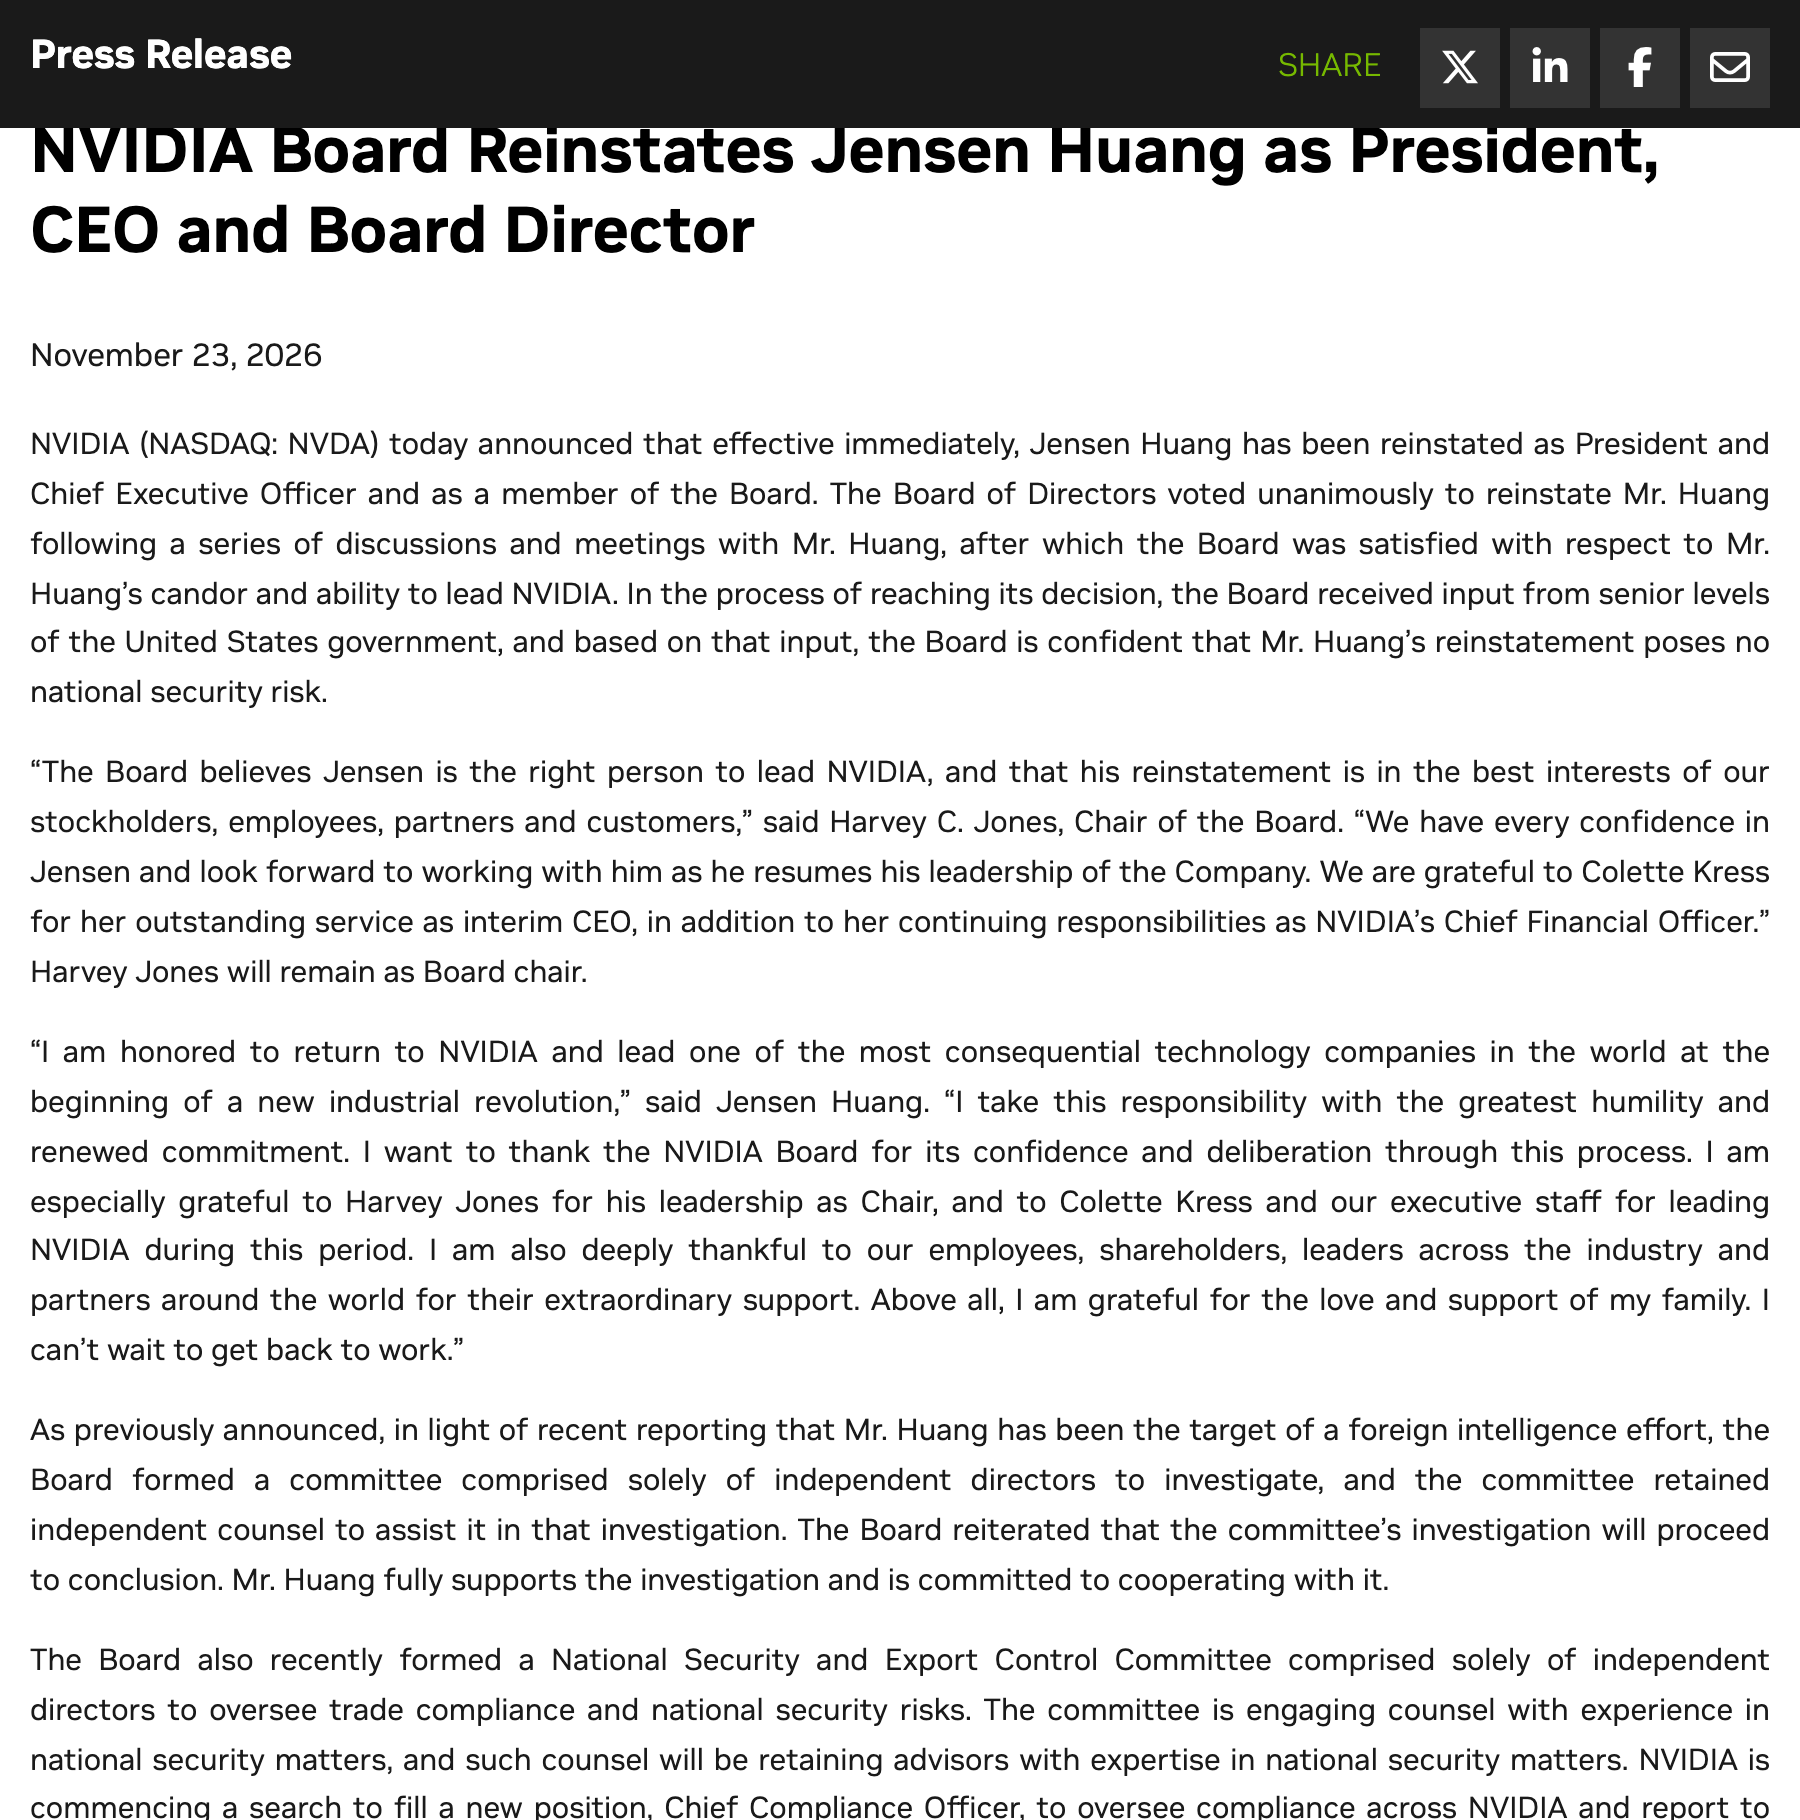 Press Release
SHARE
NVIDIA Board Reinstates Jensen Huang as President,
CEO and Board Director
November 23, 2026
NVIDIA (NASDAQ: NVDA) today announced that effective immediately, Jensen Huang has been reinstated as President and
Chief Executive Officer and as a member of the Board. The Board of Directors voted unanimously to reinstate Mr. Huang
following a series of discussions and meetings with Mr. Huang, after which the Board was satisfied with respect to Mr.
Huang’s candor and ability to lead NVIDIA. In the process of reaching its decision, the Board received input from senior levels
of the United States government, and based on that input, the Board is confident that Mr. Huang’s reinstatement poses no
national security risk.
“The Board believes Jensen is the right person to lead NVIDIA, and that his reinstatement is in the best interests of our
stockholders, employees, partners and customers,” said Harvey C. Jones, Chair of the Board. “We have every confidence in
Jensen and look forward to working with him as he resumes his leadership of the Company. We are grateful to Colette Kress
for her outstanding service as interim CEO, in addition to her continuing responsibilities as NVIDIA’s Chief Financial Officer.”
Harvey Jones will remain as Board chair.
“I am honored to return to NVIDIA and lead one of the most consequential technology companies in the world at the
beginning of a new industrial revolution,” said Jensen Huang. “I take this responsibility with the greatest humility and
renewed commitment. I want to thank the NVIDIA Board for its confidence and deliberation through this process. I am
especially grateful to Harvey Jones for his leadership as Chair, and to Colette Kress and our executive staff for leading
NVIDIA during this period. I am also deeply thankful to our employees, shareholders, leaders across the industry and
partners around the world for their extraordinary support. Above all, I am grateful for the love and support of my family. I
can’t wait to get back to work.”
As previously announced, in light of recent reporting that Mr. Huang has been the target of a foreign intelligence effort, the
Board formed a committee comprised solely of independent directors to investigate, and the committee retained
independent counsel to assist it in that investigation. The Board reiterated that the committee’s investigation will proceed
to conclusion. Mr. Huang fully supports the investigation and is committed to cooperating with it.
The Board also recently formed a National Security and Export Control Committee comprised solely of independent
directors to oversee trade compliance and national security risks. The committee is engaging counsel with experience in
national security matters, and such counsel will be retaining advisors with expertise in national security matters. NVIDIA is
commencing a search to fill a new position, Chief Compliance Officer, to oversee compliance across NVIDIA and report to